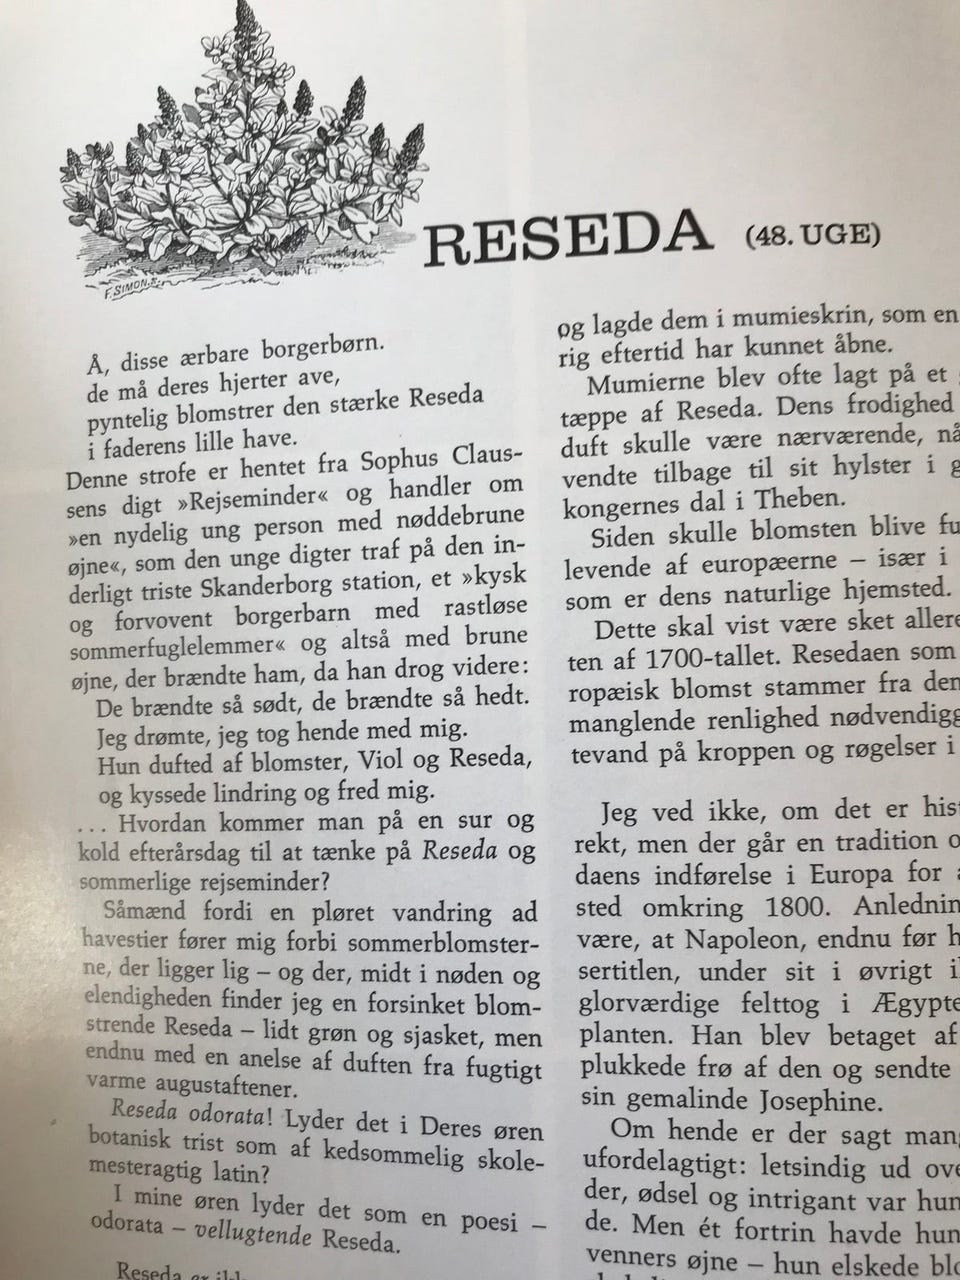 F. SIMON.
RESEDA (48. UGE)
Å, disse ærbare borgerbørn.
de må deres hjerter ave,
pyntelig blomstrer den stærke Reseda
i faderens lille have.
Denne strofe er hentet fra Sophus Claus-
sens digt »Rejseminder« og handler om
»en nydelig ung person med nøddebrune
øjne«, som den unge digter traf på den in-
derligt triste Skanderborg station, et »kysk
og forvovent borgerbarn med rastløse
sommerfuglelemmer« og altså med brune
øjne, der brændte ham, da han drog videre:
De brændte så sødt, de brændte så hedt.
Jeg drømte, jeg tog hende med mig.
Hun dufted af blomster, Viol og Reseda,
og kyssede lindring og fred mig.
... Hvordan kommer man på en sur og
kold efterårsdag til at tænke på Reseda og
sommerlige rejseminder?
Såmænd fordi en pløret vandring ad
havestier fører mig forbi sommerblomster-
ne, der ligger lig – og der, midt i nøden og
elendigheden finder jeg en forsinket blom-
strende Reseda – lidt grøn og sjasket, men
endnu med en anelse af duften fra fugtigt
varme augustaftener.
Reseda odorata! Lyder det i Deres øren
botanisk trist som af kedsommelig skole-
mesteragtig latin?
I mine øren lyder det som en poesi –
odorata – vellugtende Reseda.
Reseda er
og lagde dem i mumieskrin, som en
rig eftertid har kunnet åbne.
Mumierne blev ofte lagt på et
tæppe af Reseda. Dens frodighed
duft skulle være nærværende, nå
vendte tilbage til sit hylster i
kongernes dal i Theben.
Siden skulle blomsten blive fu
levende af europæerne – især i
som er dens naturlige hjemsted.
Dette skal vist være sket allere
ten af 1700-tallet. Resedaen som
ropæisk blomst stammer fra den
manglende renlighed nødvendigg
tevand på kroppen og røgelser i
Jeg ved ikke, om det er his
rekt, men der går en tradition o
daens indførelse i Europa for
sted omkring 1800. Anlednin
være, at Napoleon, endnu før h
sertitlen, under sit i øvrigt i
glorværdige felttog i Ægypte
planten. Han blev betaget af
plukkede frø af den og sendte
sin gemalinde Josephine.
Om hende er der sagt man
ufordelagtigt: letsindig ud ove
der, ødsel og intrigant var hun
de. Men ét fortrin havde hun
venners øjne – hun elskede blo